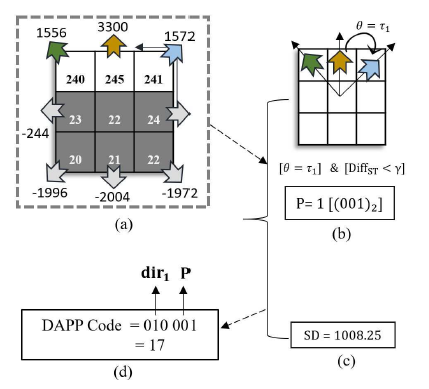 1556 3300 1572
θ = τ₁
240 245 241
-244 23 22 24
20 21 22
-1996 -2004 -1972
(a)
[θ = τ₁] & [Diff_ST < γ]
P= 1 [(001)₂]
(b)
dir₁ P
DAPP Code = 010 001
= 17
(d)
SD = 1008.25
(c)